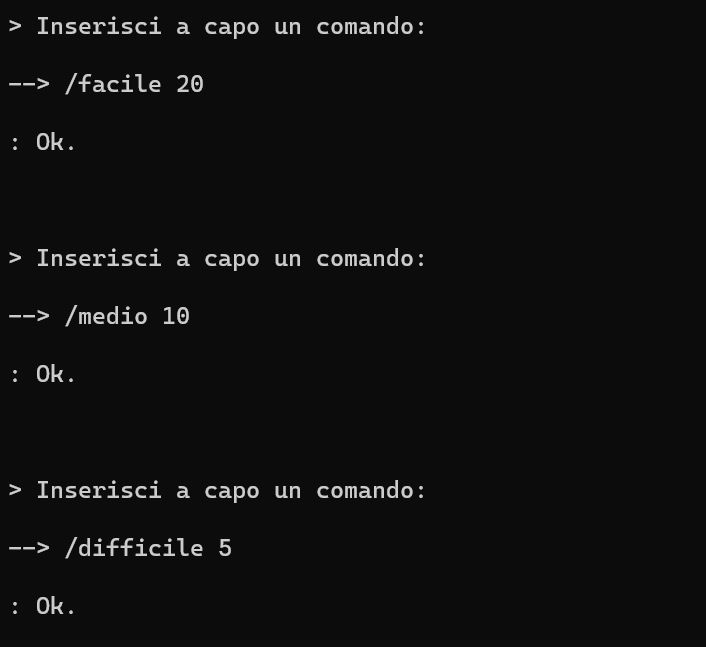 > Inserisci a capo un comando:
--> /facile 20
: Ok.
> Inserisci a capo un comando:
--> /medio 10
: Ok.
> Inserisci a capo un comando:
--> /difficile 5
: Ok.